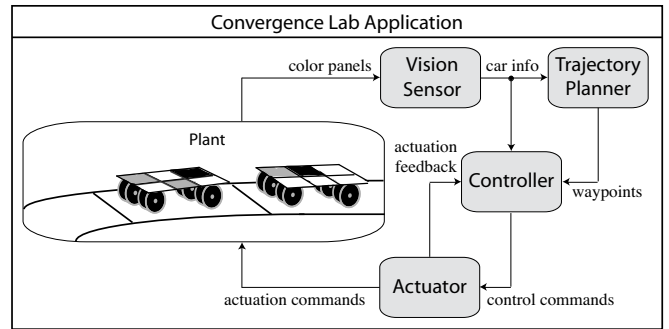 Convergence Lab Application
color panels
Vision
Sensor
car info
Trajectory
Planner
Plant
actuation
feedback
Controller
waypoints
actuation commands
Actuator
control commands